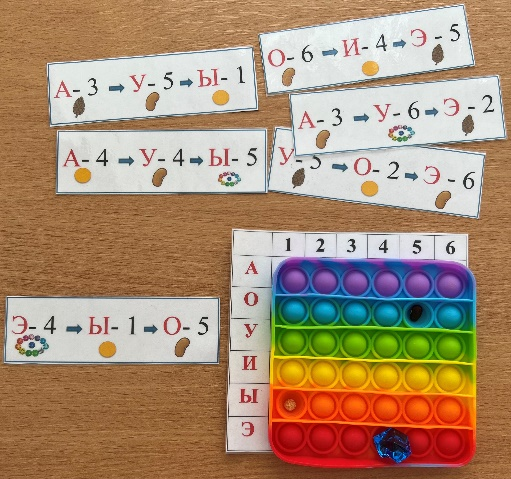 О- 6 → И- 4 → Э - 5
А- 3 → У- 5 → Ы- 1
А- 3 → У- 6 → Э - 2
А- 4 → У- 4 → Ы- 5
У- 5 → О- 2 → Э - 6
Э- 4 → Ы- 1 → О- 5
1 2 3 4 5 6
А
О
У
И
Ы
Э